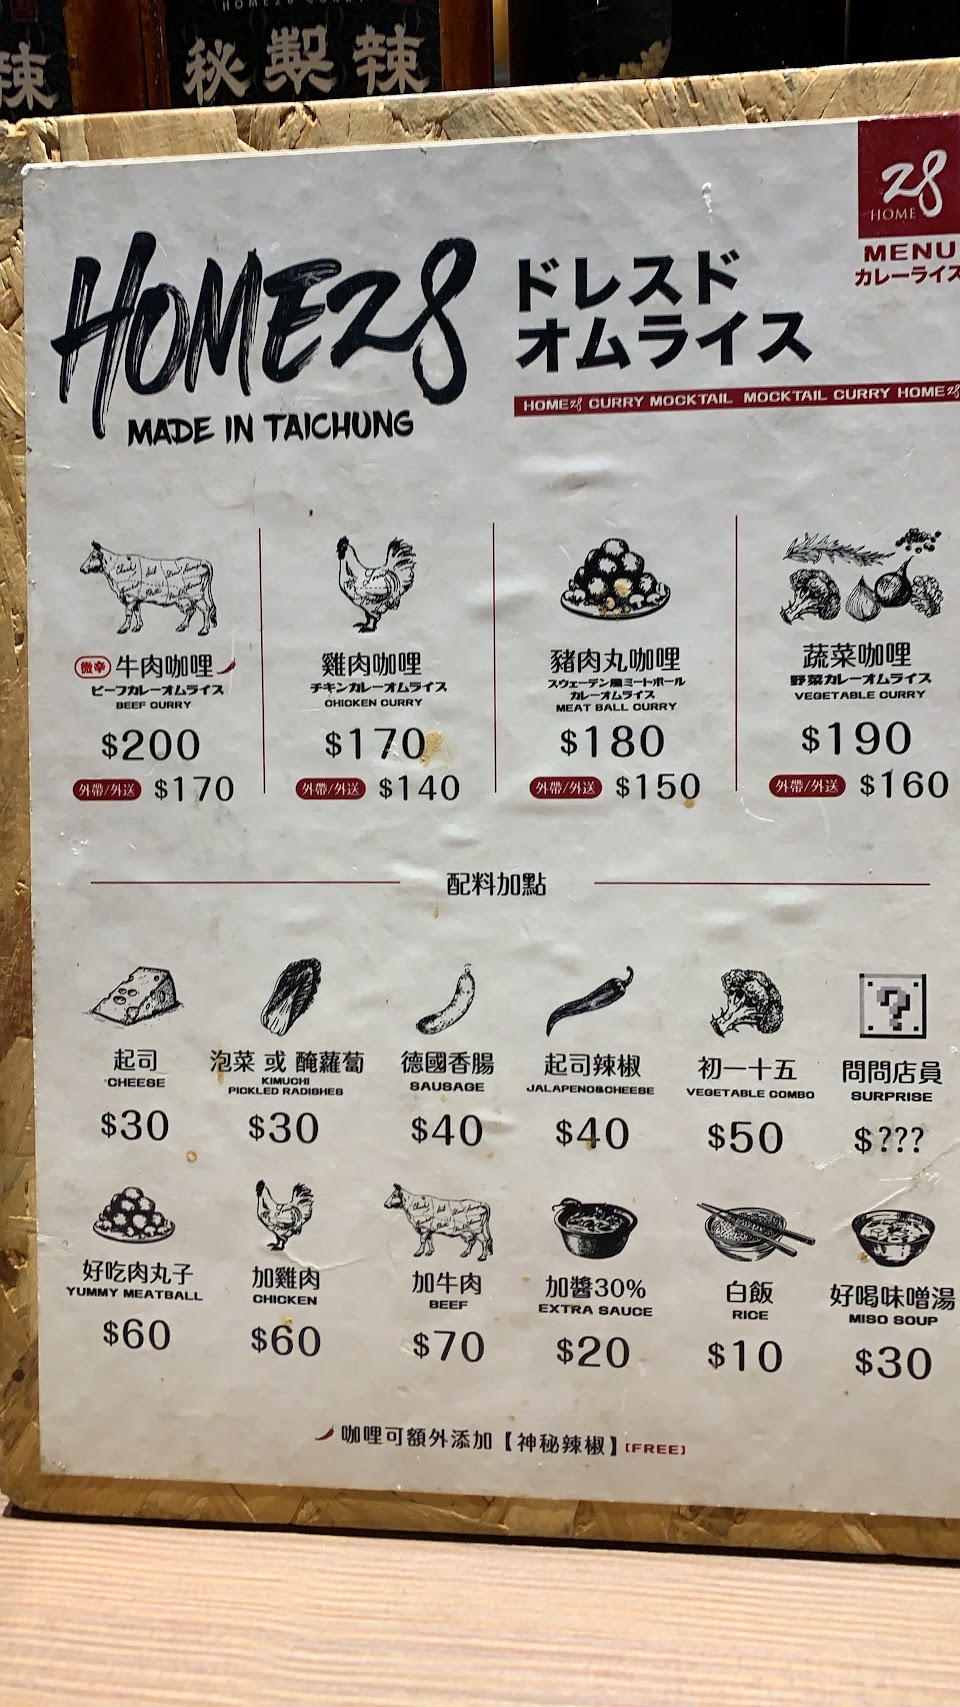 HOME28 CURRY
辣 秘製辣
28
HOME
MENU
カレーライス
HOME28
MADE IN TAICHUNG
ドレスド
オムライス
HOME28 CURRY MOCKTAIL MOCKTAIL CURRY HOME28
微辛 牛肉咖哩
ビーフカレーオムライス
BEEF CURRY
$200
外帶/外送 $170
雞肉咖哩
チキンカレーオムライス
CHICKEN CURRY
$170
外帶/外送 $140
豬肉丸咖哩
スウェーデン風ミートボール
カレーオムライス
MEAT BALL CURRY
$180
外帶/外送 $150
蔬菜咖哩
野菜カレーオムライス
VEGETABLE CURRY
$190
外帶/外送 $160
配料加點
起司
CHEESE
$30
泡菜 或 醃蘿蔔
KIMUCHI
PICKLED RADISHES
$30
德國香腸
SAUSAGE
$40
起司辣椒
JALAPENO&CHEESE
$40
初一十五
VEGETABLE COMBO
$50
?
問問店員
SURPRISE
$???
好吃肉丸子
YUMMY MEATBALL
$60
加雞肉
CHICKEN
$60
加牛肉
BEEF
$70
加醬30%
EXTRA SAUCE
$20
白飯
RICE
$10
好喝味噌湯
MISO SOUP
$30
咖哩可額外添加【神秘辣椒】[FREE]